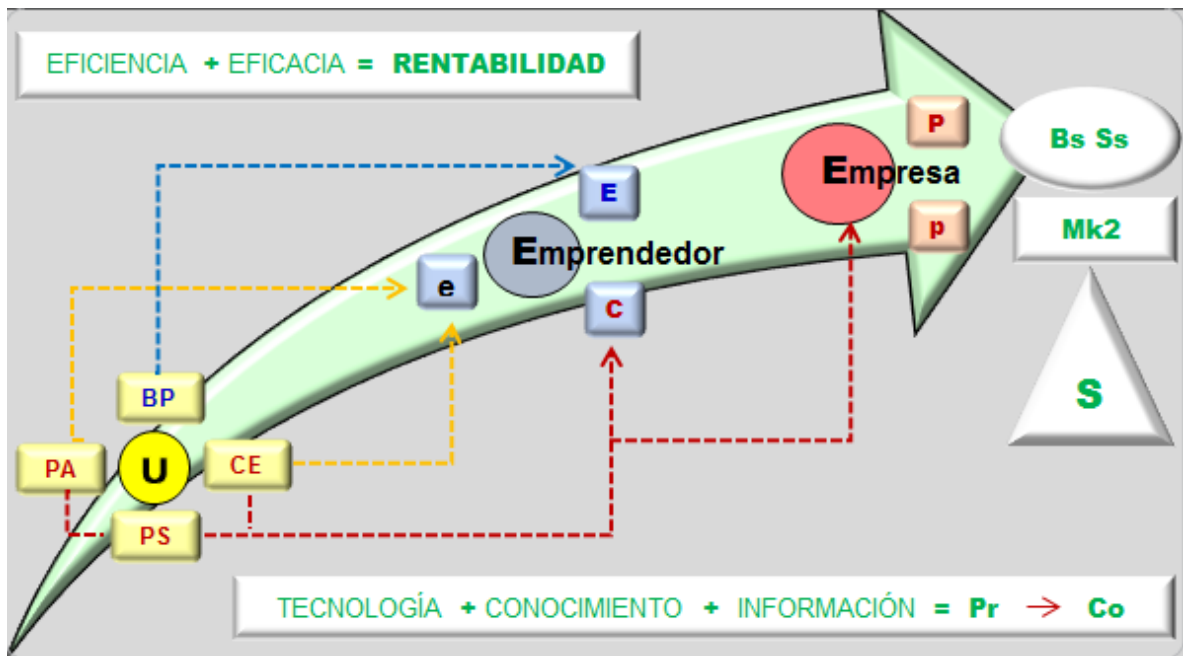 EFICIENCIA + EFICACIA = RENTABILIDAD
P
Bs Ss
Empresa
E
Mk2
p
Emprendedor
e
C
BP
S
PA
U
CE
PS
TECNOLOGÍA + CONOCIMIENTO + INFORMACIÓN = Pr → Co